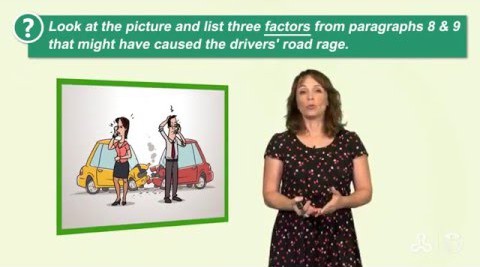 ?
Look at the picture and list three factors from paragraphs 8 & 9
that might have caused the drivers' road rage.